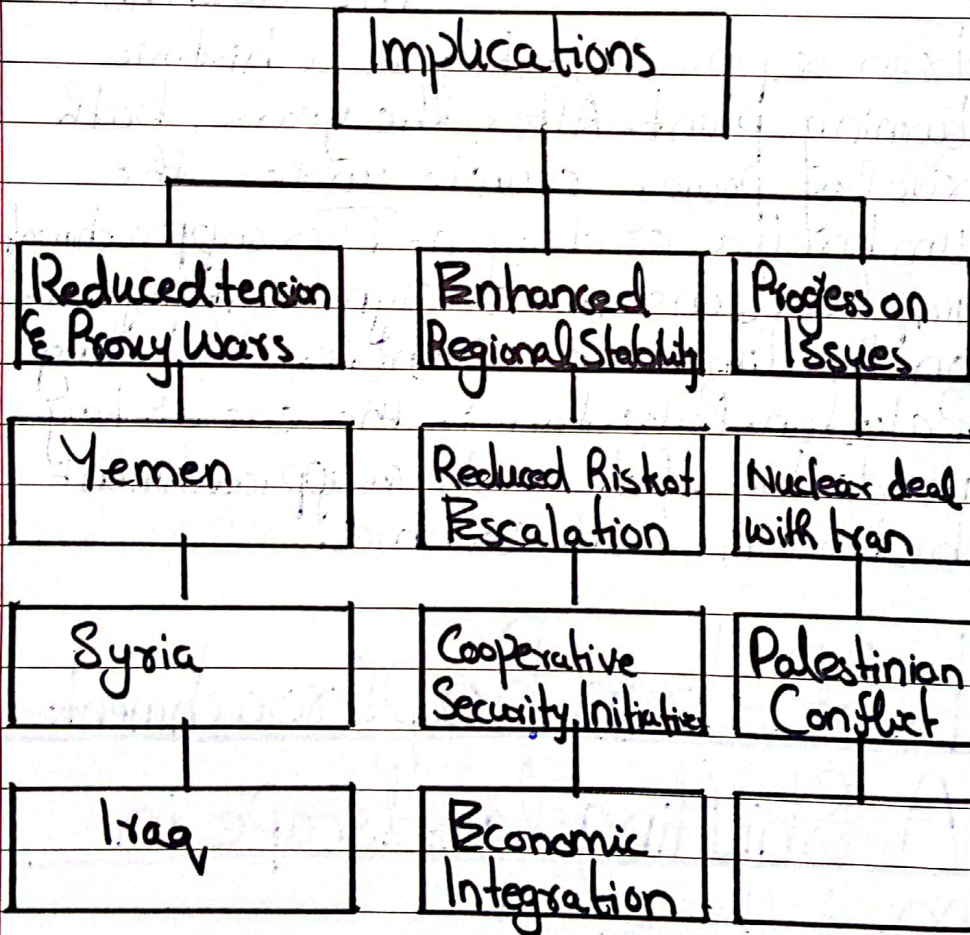 Implications
Reduced tension
& Proxy Wars
Enhanced
Regional Stability
Progess on
Issues
Yemen
Reduced Risk of
Escalation
Nuclear deal
with Iran
Syria
Cooperative
Security Initiatives
Palestinian
Conflict
Iraq
Economic
Integration